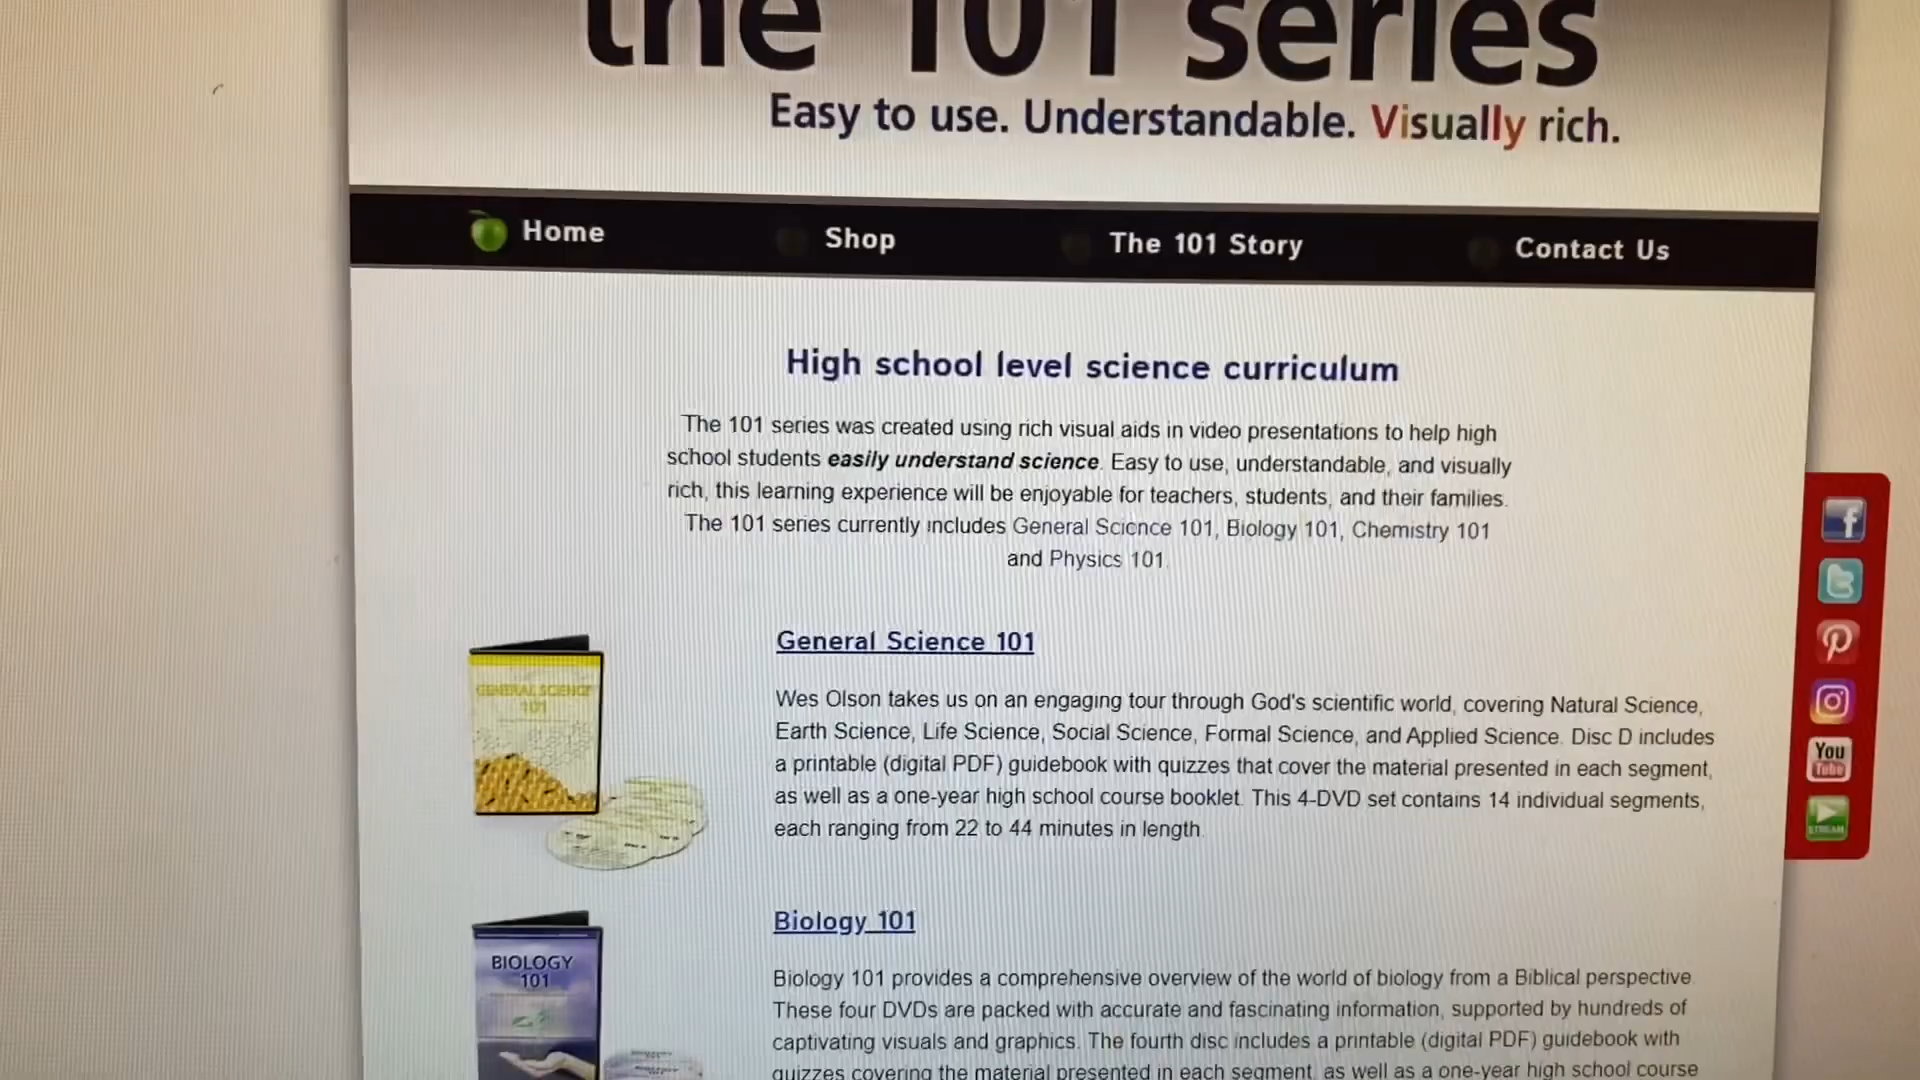 the 101 series
Easy to use. Understandable. Visually rich.
Home
Shop
The 101 Story
Contact Us
High school level science curriculum
The 101 series was created using rich visual aids in video presentations to help high
school students easily understand science. Easy to use, understandable, and visually
rich, this learning experience will be enjoyable for teachers, students, and their families.
The 101 series currently includes General Science 101, Biology 101, Chemistry 101
and Physics 101.
GENERAL SCIENCE
101
General Science 101
Wes Olson takes us on an engaging tour through God's scientific world, covering Natural Science,
Earth Science, Life Science, Social Science, Formal Science, and Applied Science. Disc D includes
a printable (digital PDF) guidebook with quizzes that cover the material presented in each segment,
as well as a one-year high school course booklet. This 4-DVD set contains 14 individual segments,
each ranging from 22 to 44 minutes in length.
You
Tube
STREAM
BIOLOGY
101
Biology 101
Biology 101 provides a comprehensive overview of the world of biology from a Biblical perspective.
These four DVDs are packed with accurate and fascinating information, supported by hundreds of
captivating visuals and graphics. The fourth disc includes a printable (digital PDF) guidebook with
quizzes covering the material presented in each segment, as well as a one-year high school course